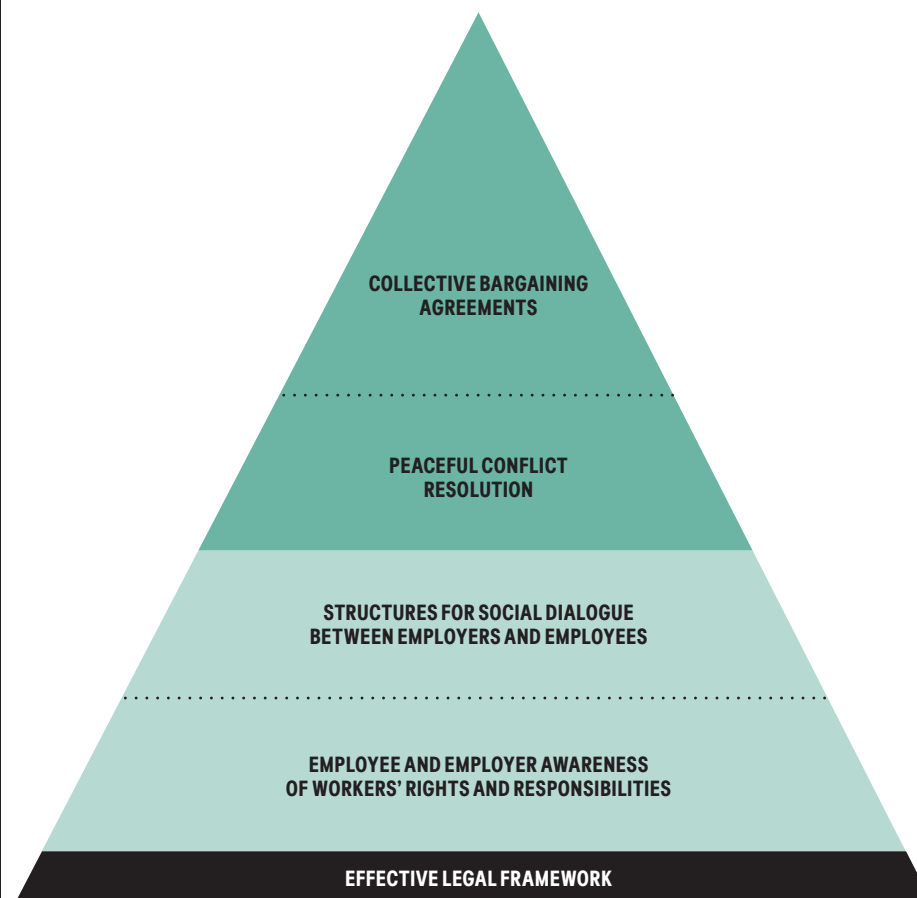 COLLECTIVE BARGAINING
AGREEMENTS
PEACEFUL CONFLICT
RESOLUTION
STRUCTURES FOR SOCIAL DIALOGUE
BETWEEN EMPLOYERS AND EMPLOYEES
EMPLOYEE AND EMPLOYER AWARENESS
OF WORKERS’ RIGHTS AND RESPONSIBILITIES
EFFECTIVE LEGAL FRAMEWORK